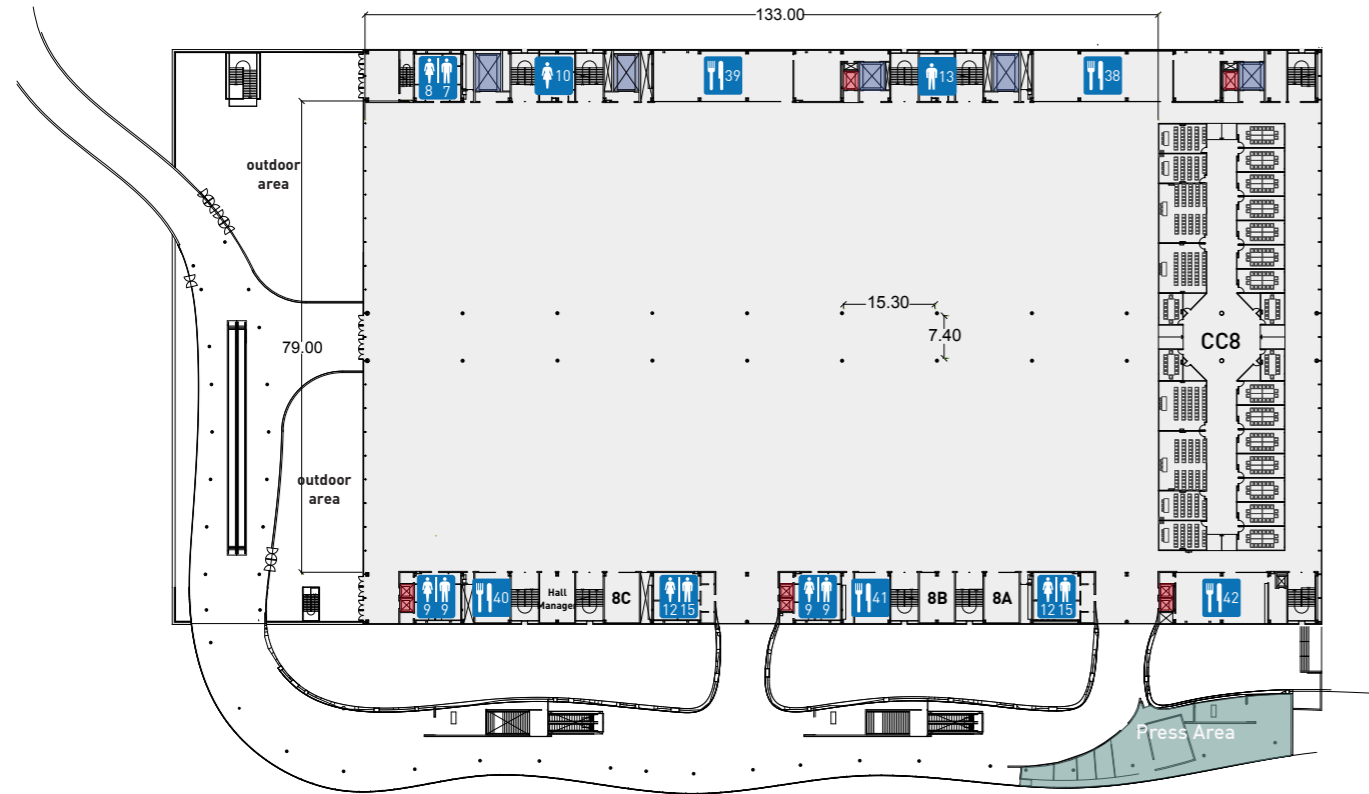 133.00
8 7
10
39
13
38
outdoor
area
15.30
7.40
79.00
CC8
outdoor
area
9 9
40
Hall
Manager
8C
12 15
9 9
41
8B
8A
12 15
42
Press Area